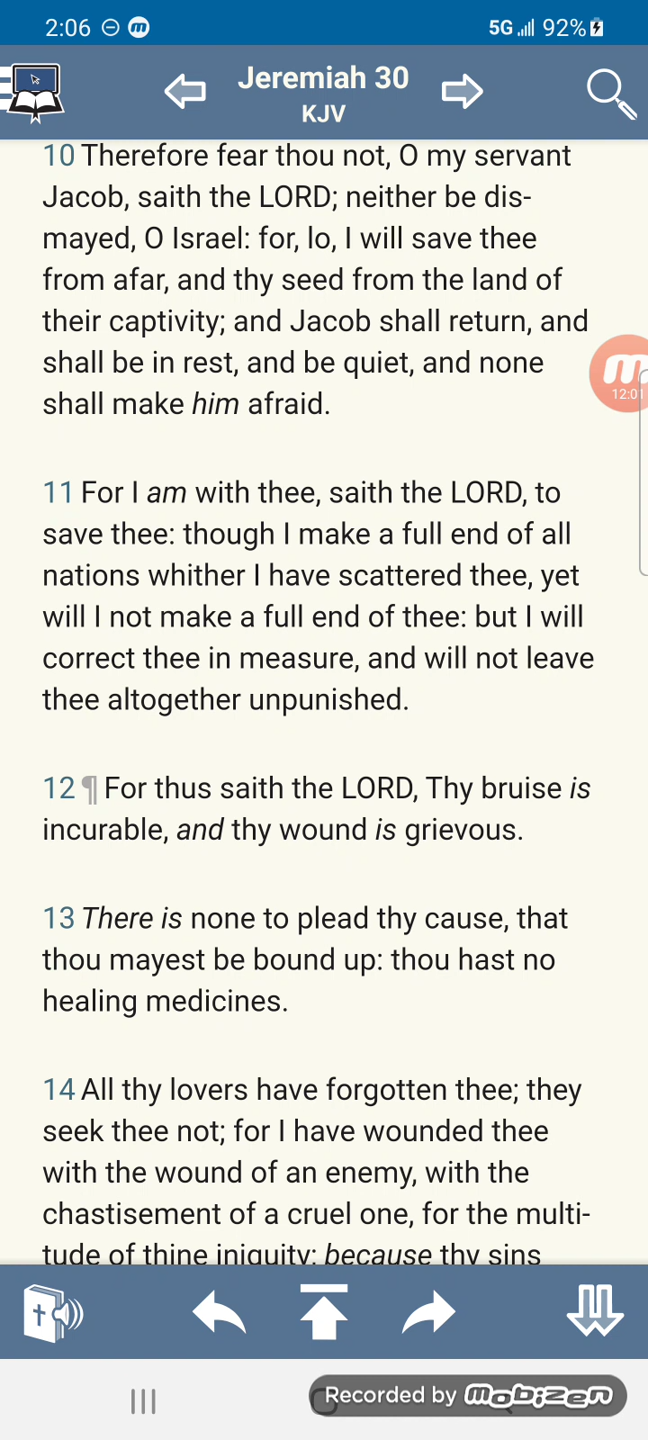 2:06
5G 92%
Jeremiah 30
KJV
10 Therefore fear thou not, O my servant
Jacob, saith the LORD; neither be dis-
mayed, O Israel: for, lo, I will save thee
from afar, and thy seed from the land of
their captivity; and Jacob shall return, and
shall be in rest, and be quiet, and none
shall make him afraid.
12:01
11 For I am with thee, saith the LORD, to
save thee: though I make a full end of all
nations whither I have scattered thee, yet
will I not make a full end of thee: but I will
correct thee in measure, and will not leave
thee altogether unpunished.
12 ¶ For thus saith the LORD, Thy bruise is
incurable, and thy wound is grievous.
13 There is none to plead thy cause, that
thou mayest be bound up: thou hast no
healing medicines.
14 All thy lovers have forgotten thee; they
seek thee not; for I have wounded thee
with the wound of an enemy, with the
chastisement of a cruel one, for the multi-
tude of thine iniquity; because thy sins
Recorded by mobizen